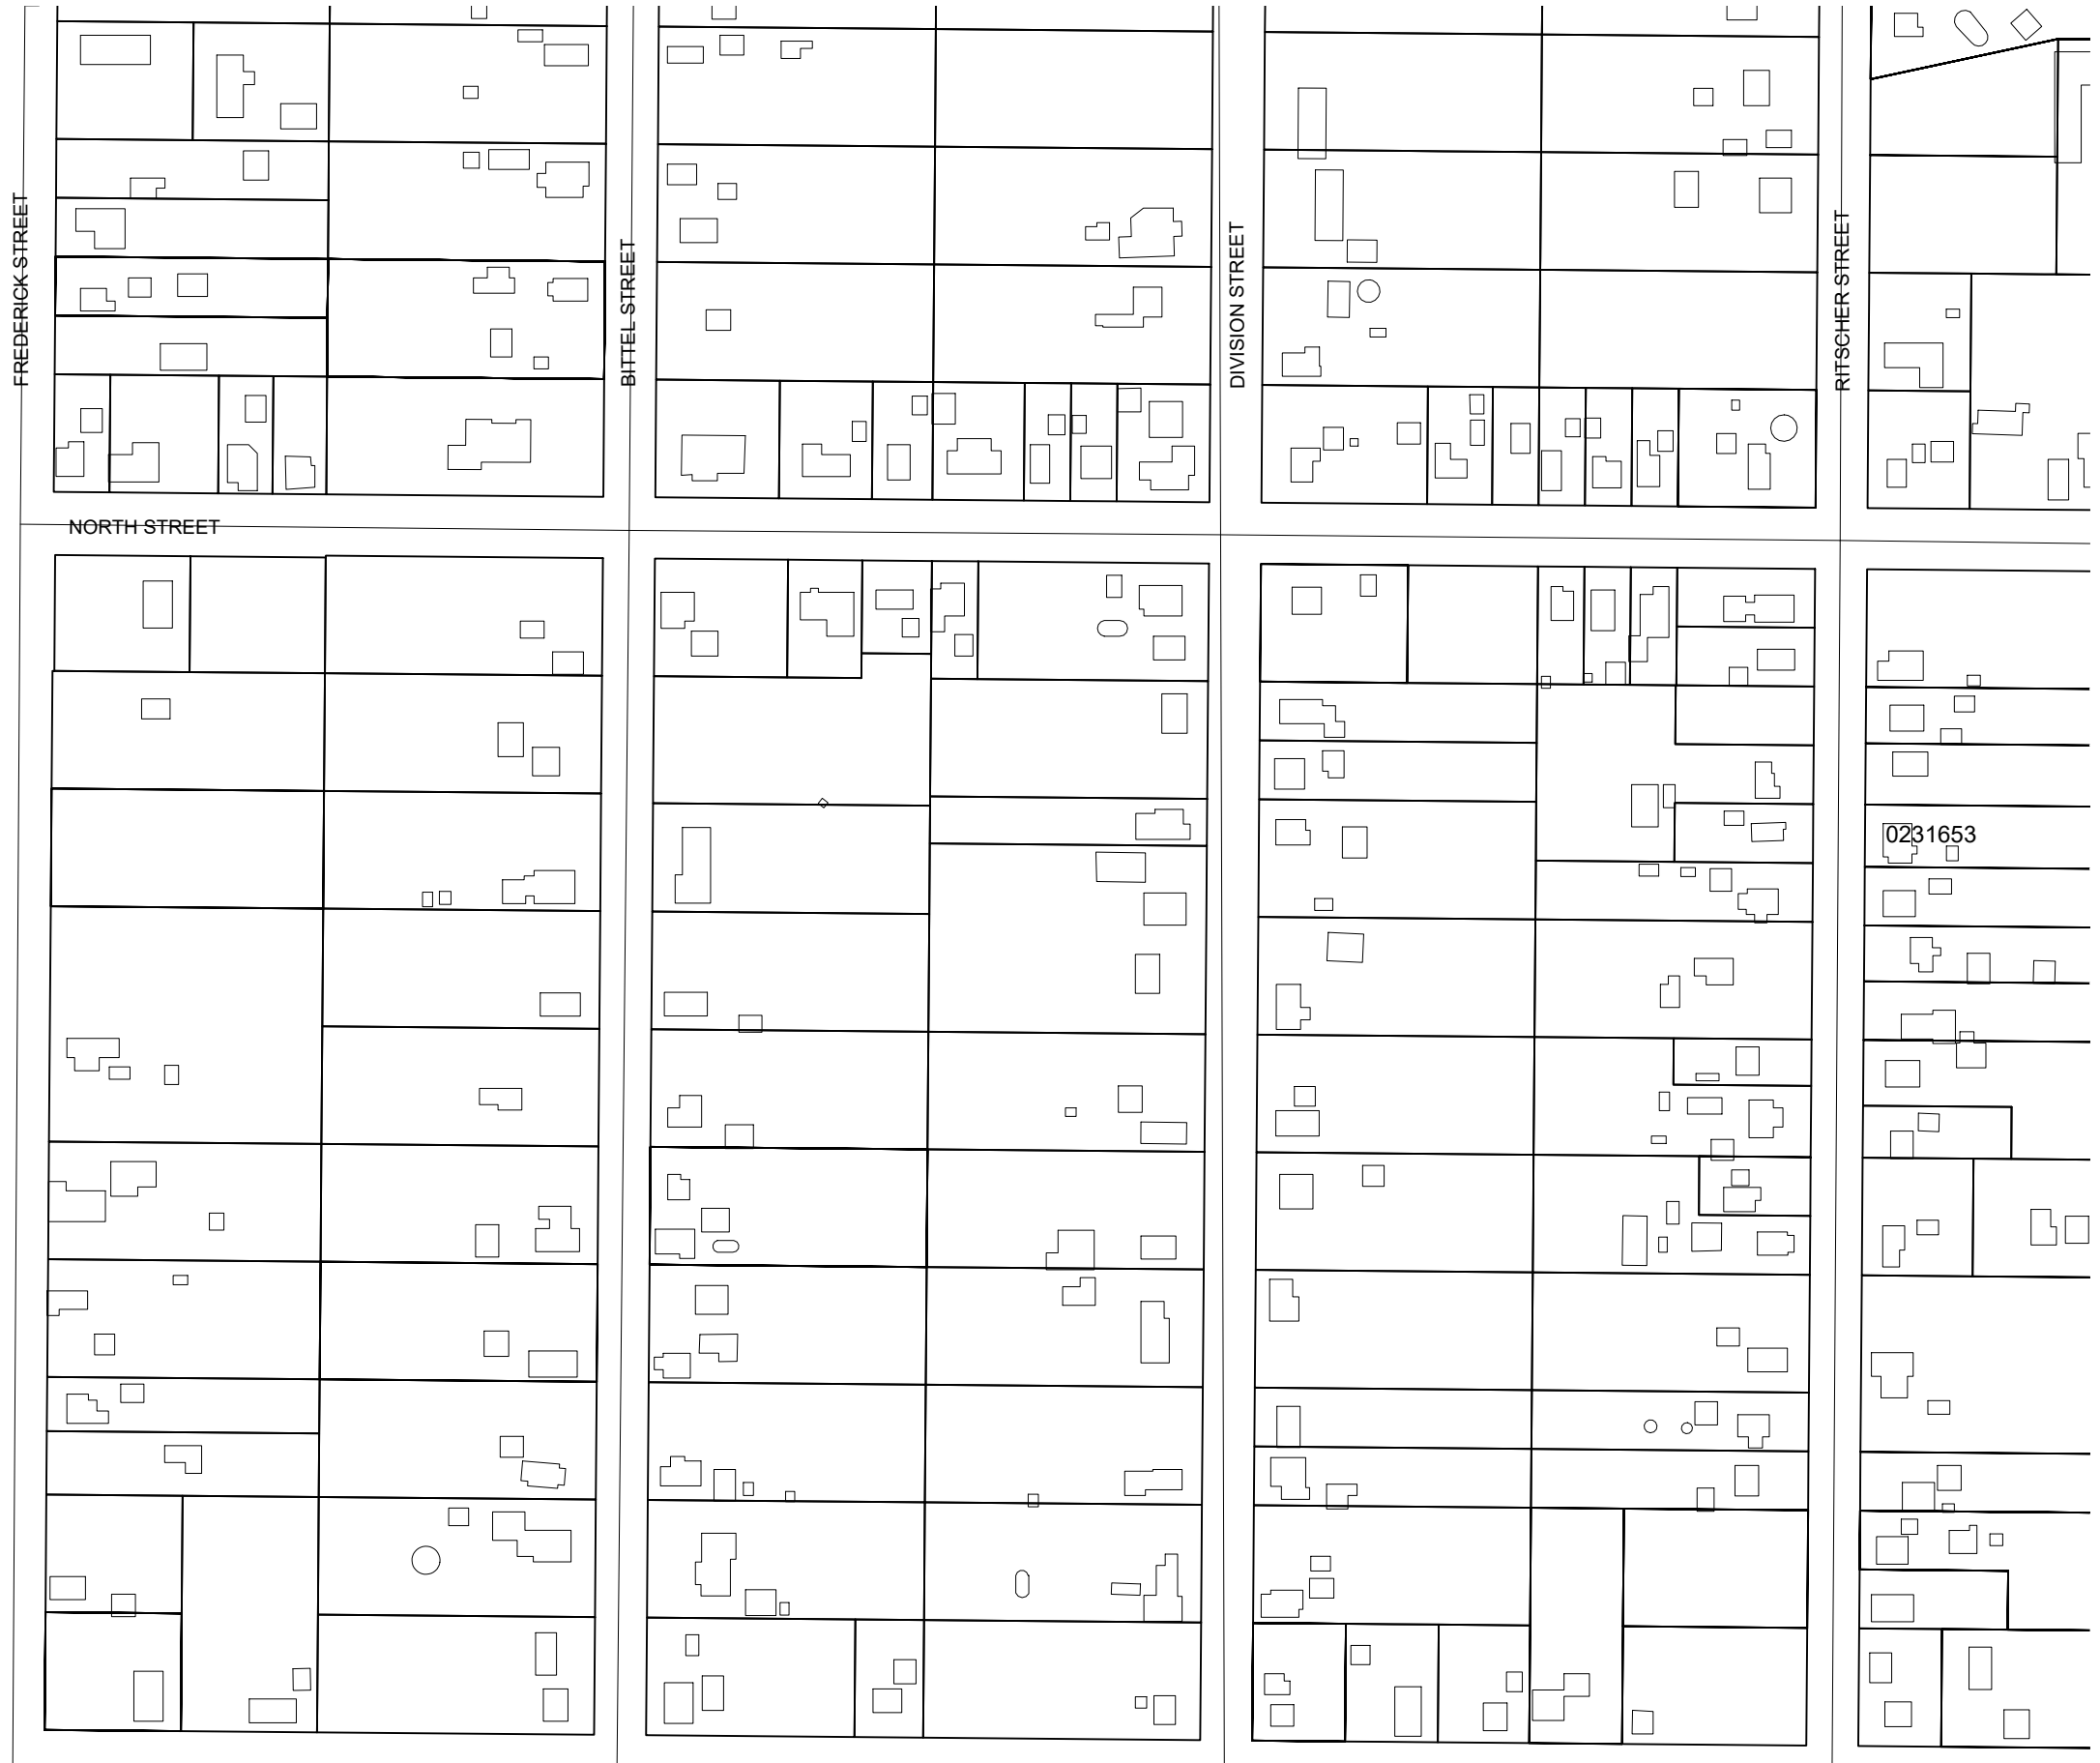 FREDERICK STREET
BITTEL STREET
DIVISION STREET
RITSCHER STREET
NORTH STREET
0231653